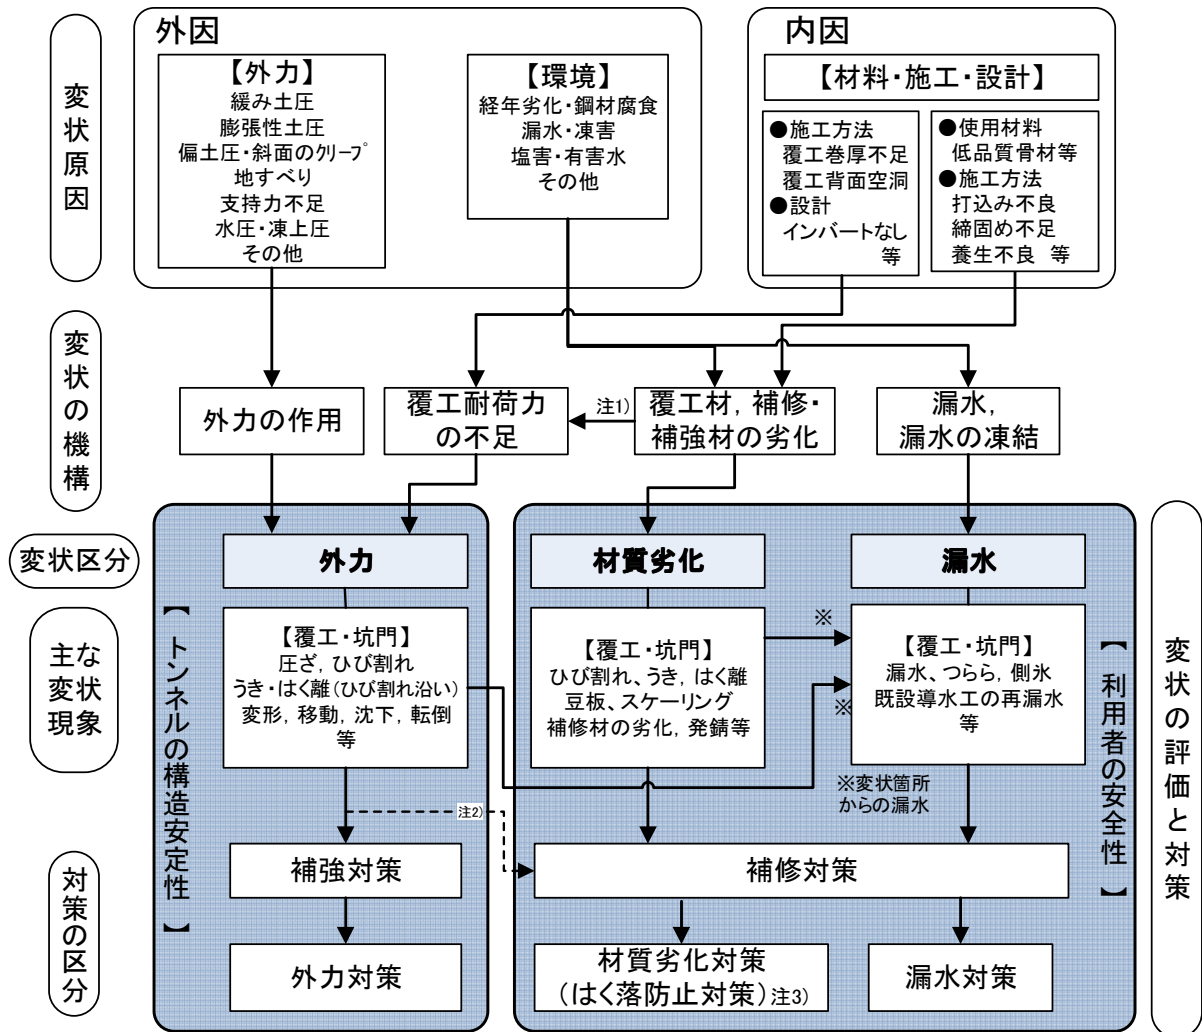 変状原因
外因
【外力】
緩み土圧
膨張性土圧
偏土圧・斜面のクリープ
地すべり
支持力不足
水圧・凍上圧
その他
【環境】
経年劣化・鋼材腐食
漏水・凍害
塩害・有害水
その他
内因
【材料・施工・設計】
●施工方法
覆工巻厚不足
覆工背面空洞
●設計
インバートなし
等
●使用材料
低品質骨材等
●施工方法
打込み不良
締固め不足
養生不良 等
変状の機構
外力の作用
覆工耐荷力
の不足
注1)
覆工材，補修・
補強材の劣化
漏水，
漏水の凍結
変状区分
外力
材質劣化
漏水
主な
変状
現象
【トンネルの構造安定性】
【覆工・坑門】
圧ざ，ひび割れ
うき・はく離（ひび割れ沿い）
変形，移動，沈下，転倒
等
【覆工・坑門】
ひび割れ、うき，はく離
豆板、スケーリング
補修材の劣化，発錆等
※
※
【覆工・坑門】
漏水、つらら，側氷
既設導水工の再漏水
等
※変状箇所
からの漏水
【利用者の安全性】
変状の評価と対策
注2)
対策の区分
補強対策
補修対策
外力対策
材質劣化対策
（はく落防止対策）注3)
漏水対策